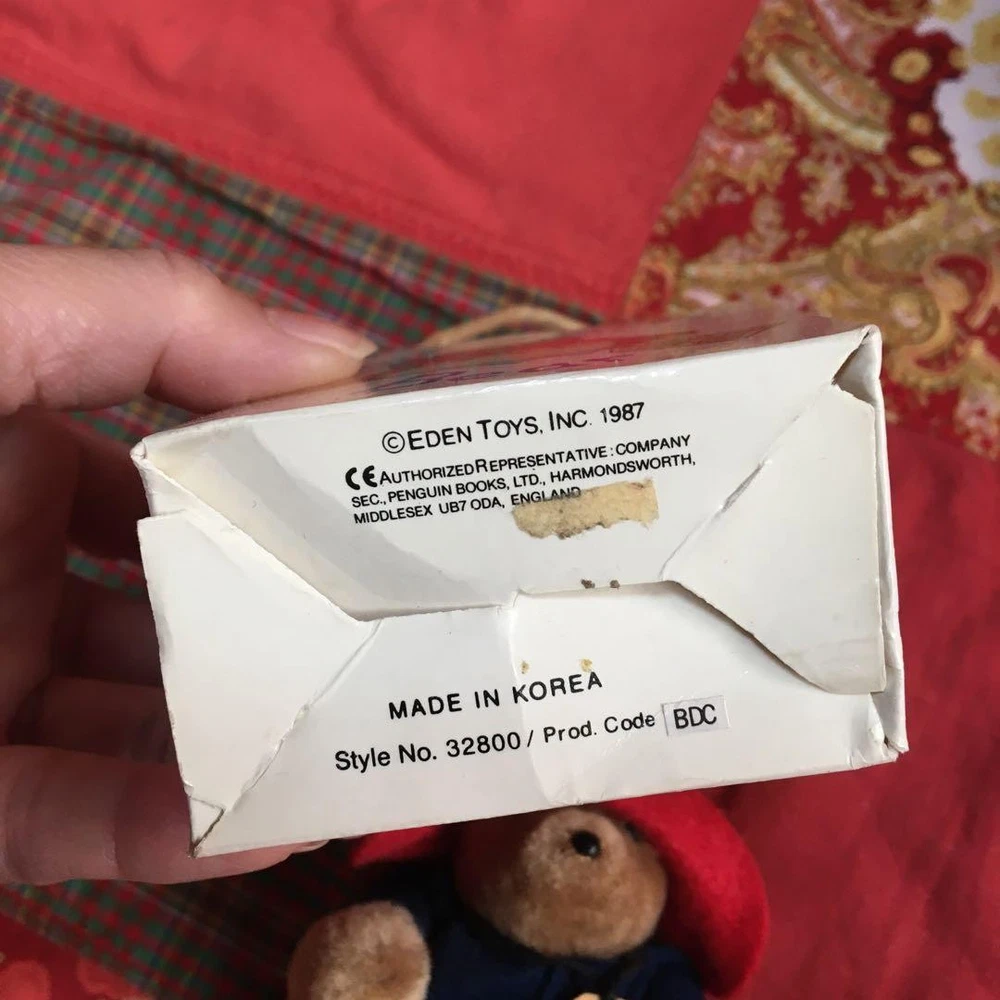 ©EDEN TOYS, INC. 1987
CE AUTHORIZED REPRESENTATIVE: COMPANY
SEC., PENGUIN BOOKS, LTD., HARMONDSWORTH,
MIDDLESEX UB7 ODA, ENGLAND
MADE IN KOREA
Style No. 32800 / Prod. Code BDC